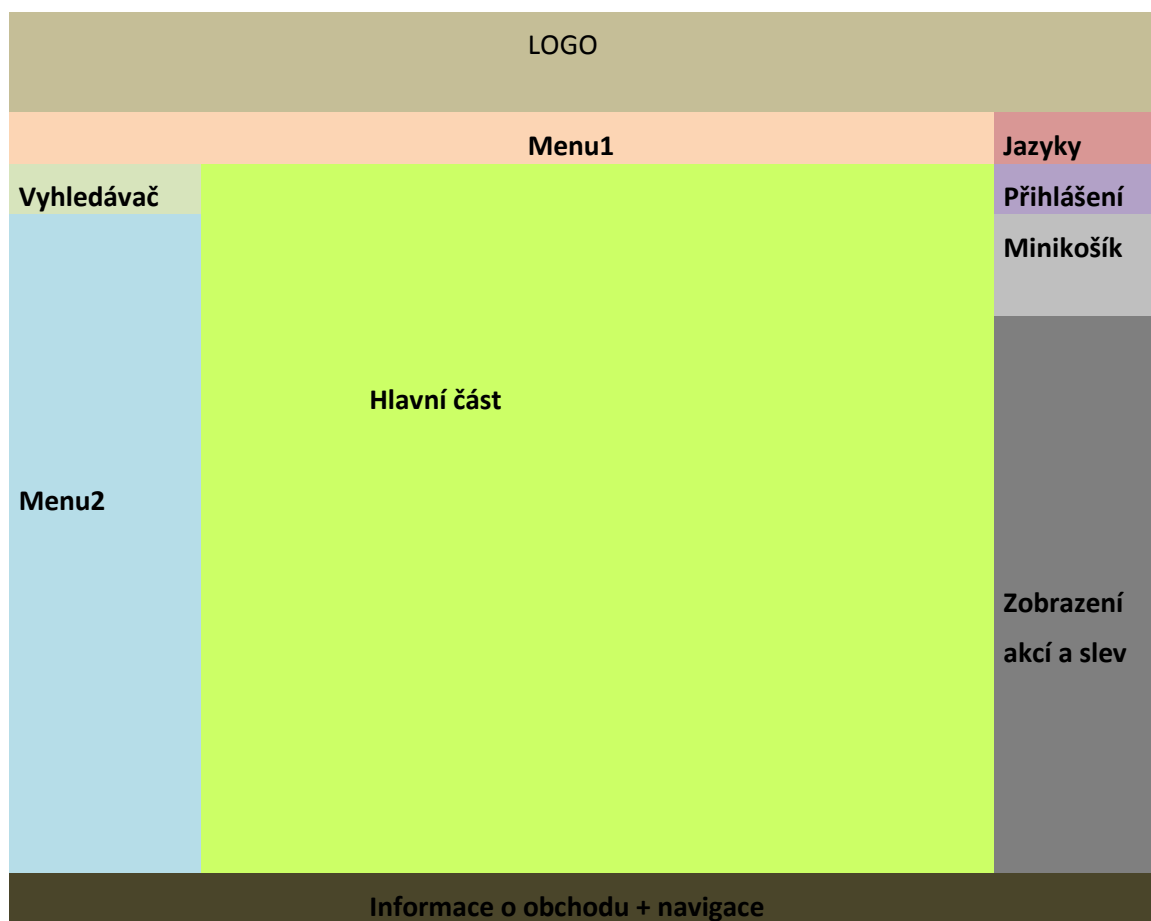 LOGO
Menu1
Jazyky
Vyhledávač
Přihlášení
Minikošík
Hlavní část
Menu2
Zobrazení
akcí a slev
Informace o obchodu + navigace